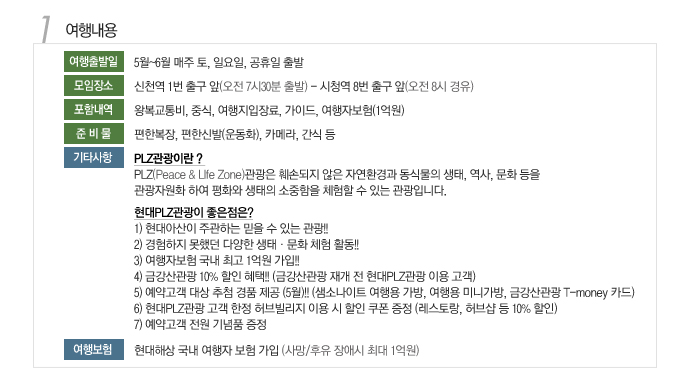 1 여행내용
여행출발일 5월~6월 매주 토, 일요일, 공휴일 출발
모임장소 신천역 1번 출구 앞(오전 7시30분 출발) - 시청역 8번 출구 앞(오전 8시 경유)
포함내역 왕복교통비, 중식, 여행지입장료, 가이드, 여행자보험(1억원)
준 비 물 편한복장, 편한신발(운동화), 카메라, 간식 등
기타사항 PLZ관광이란 ?
PLZ(Peace & Life Zone)관광은 훼손되지 않은 자연환경과 동식물의 생태, 역사, 문화 등을
관광자원화 하여 평화와 생태의 소중함을 체험할 수 있는 관광입니다.
현대PLZ관광이 좋은점은?
1) 현대아산이 주관하는 믿을 수 있는 관광!!
2) 경험하지 못했던 다양한 생태 · 문화 체험 활동!!
3) 여행자보험 국내 최고 1억원 가입!!
4) 금강산관광 10% 할인 혜택!! (금강산관광 재개 전 현대PLZ관광 이용 고객)
5) 예약고객 대상 추첨 경품 제공 (5월)!! (샘소나이트 여행용 가방, 여행용 미니가방, 금강산관광 T-money 카드)
6) 현대PLZ관광 고객 한정 허브빌리지 이용 시 할인 쿠폰 증정 (레스토랑, 허브샵 등 10% 할인)
7) 예약고객 전원 기념품 증정
여행보험 현대해상 국내 여행자 보험 가입 (사망/후유 장애시 최대 1억원)